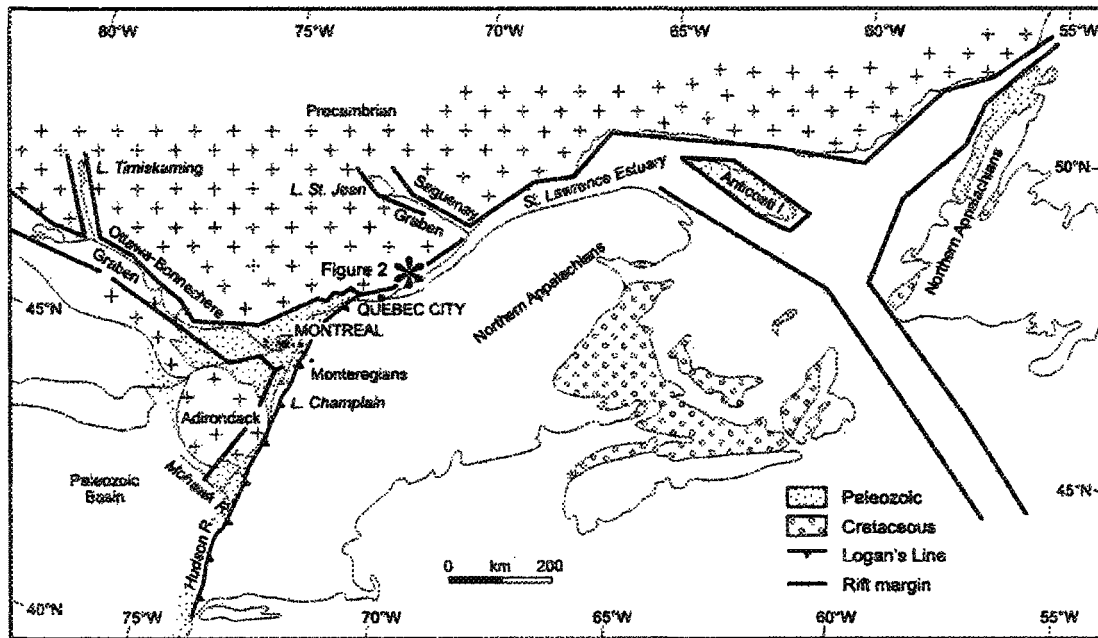 80°W 75°W 70°W 65°W 60°W 55°W
Precambrian
L. Timiskaming
L. St. Jean
Saguenay
Graben
St. Lawrence Estuary
Anticosti
50°N
Northern Appalachians
Ottawa-Bonnechere
Graben
Figure 2
45°N
QUEBEC CITY
Northern Appalachians
MONTREAL
Monteregians
L. Champlain
Adirondack
Mohawk R.
Paleozoic
Basin
Hudson R.
45°N
Paleozoic
Cretaceous
Logan's Line
Rift margin
0 km 200
40°N
75°W 70°W 65°W 60°W 55°W